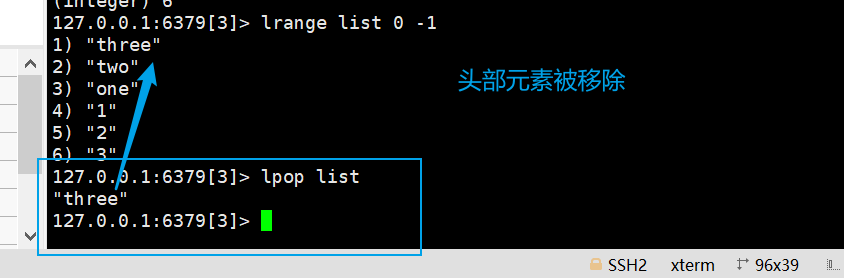 (integer) 6
127.0.0.1:6379[3]> lrange list 0 -1
1) "three"
2) "two"
3) "one"
4) "1"
5) "2"
6) "3"
头部元素被移除
127.0.0.1:6379[3]> lpop list
"three"
127.0.0.1:6379[3]>
SSH2 xterm 96x39